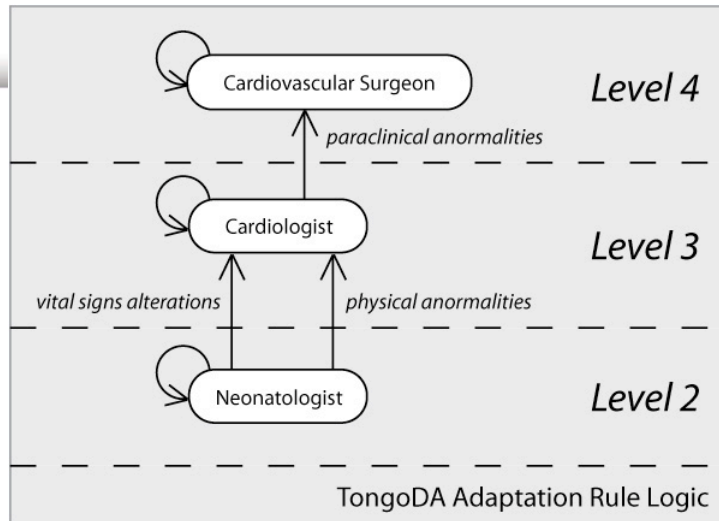 Cardiovascular Surgeon
Level 4
paraclinical anormalities
Cardiologist
Level 3
vital signs alterations
physical anormalities
Neonatologist
Level 2
TongoDA Adaptation Rule Logic